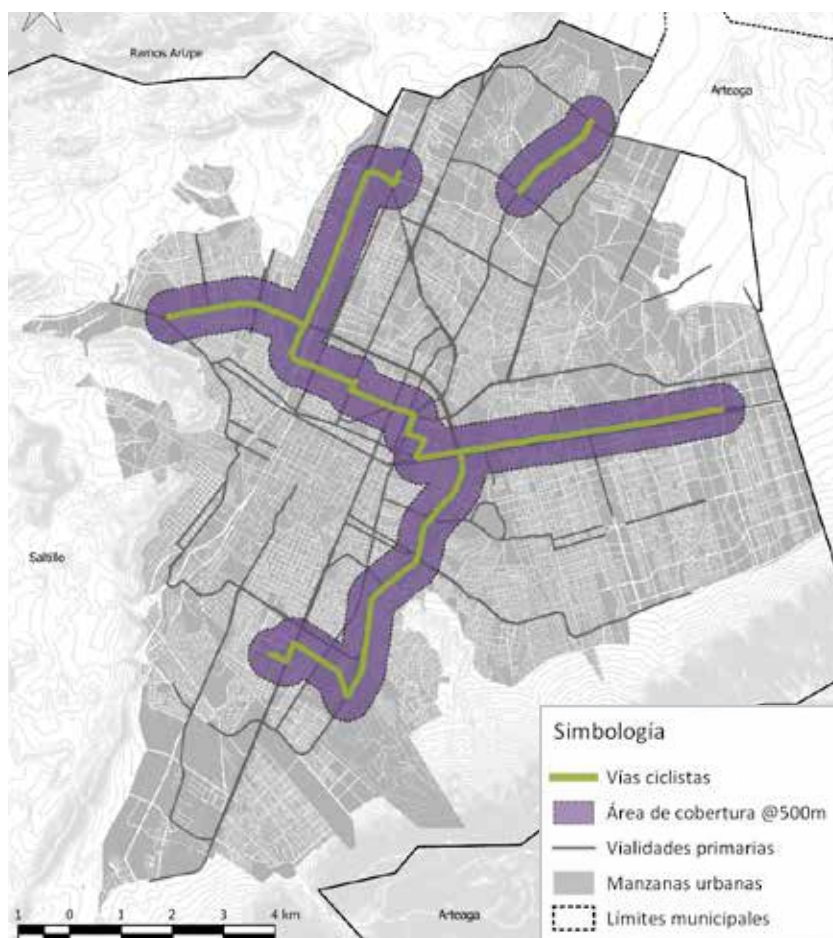 Ramos Arizpe
Arteaga
Saltillo
Simbología
Vías ciclistas
Área de cobertura @500m
Vialidades primarias
Manzanas urbanas
Límites municipales
1 0 1 2 3 4 km
Arteaga